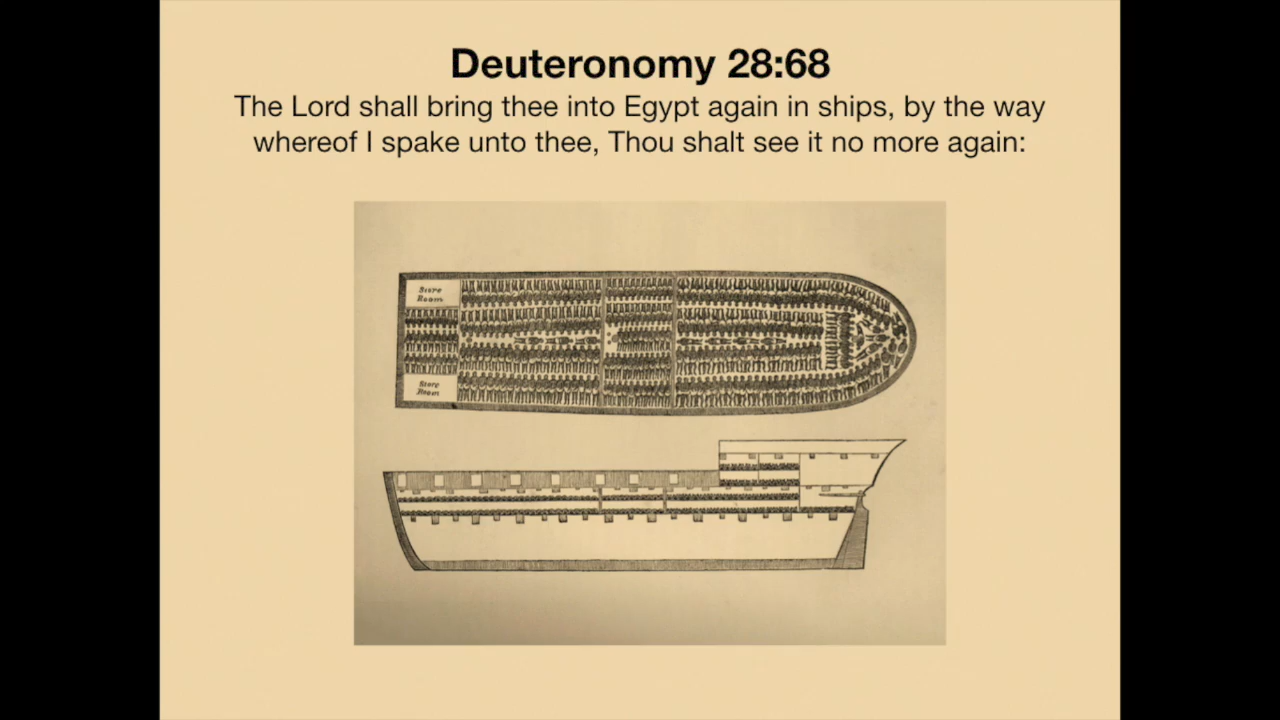 Deuteronomy 28:68
The Lord shall bring thee into Egypt again in ships, by the way
whereof I spake unto thee, Thou shalt see it no more again:
Store
Room
Store
Room